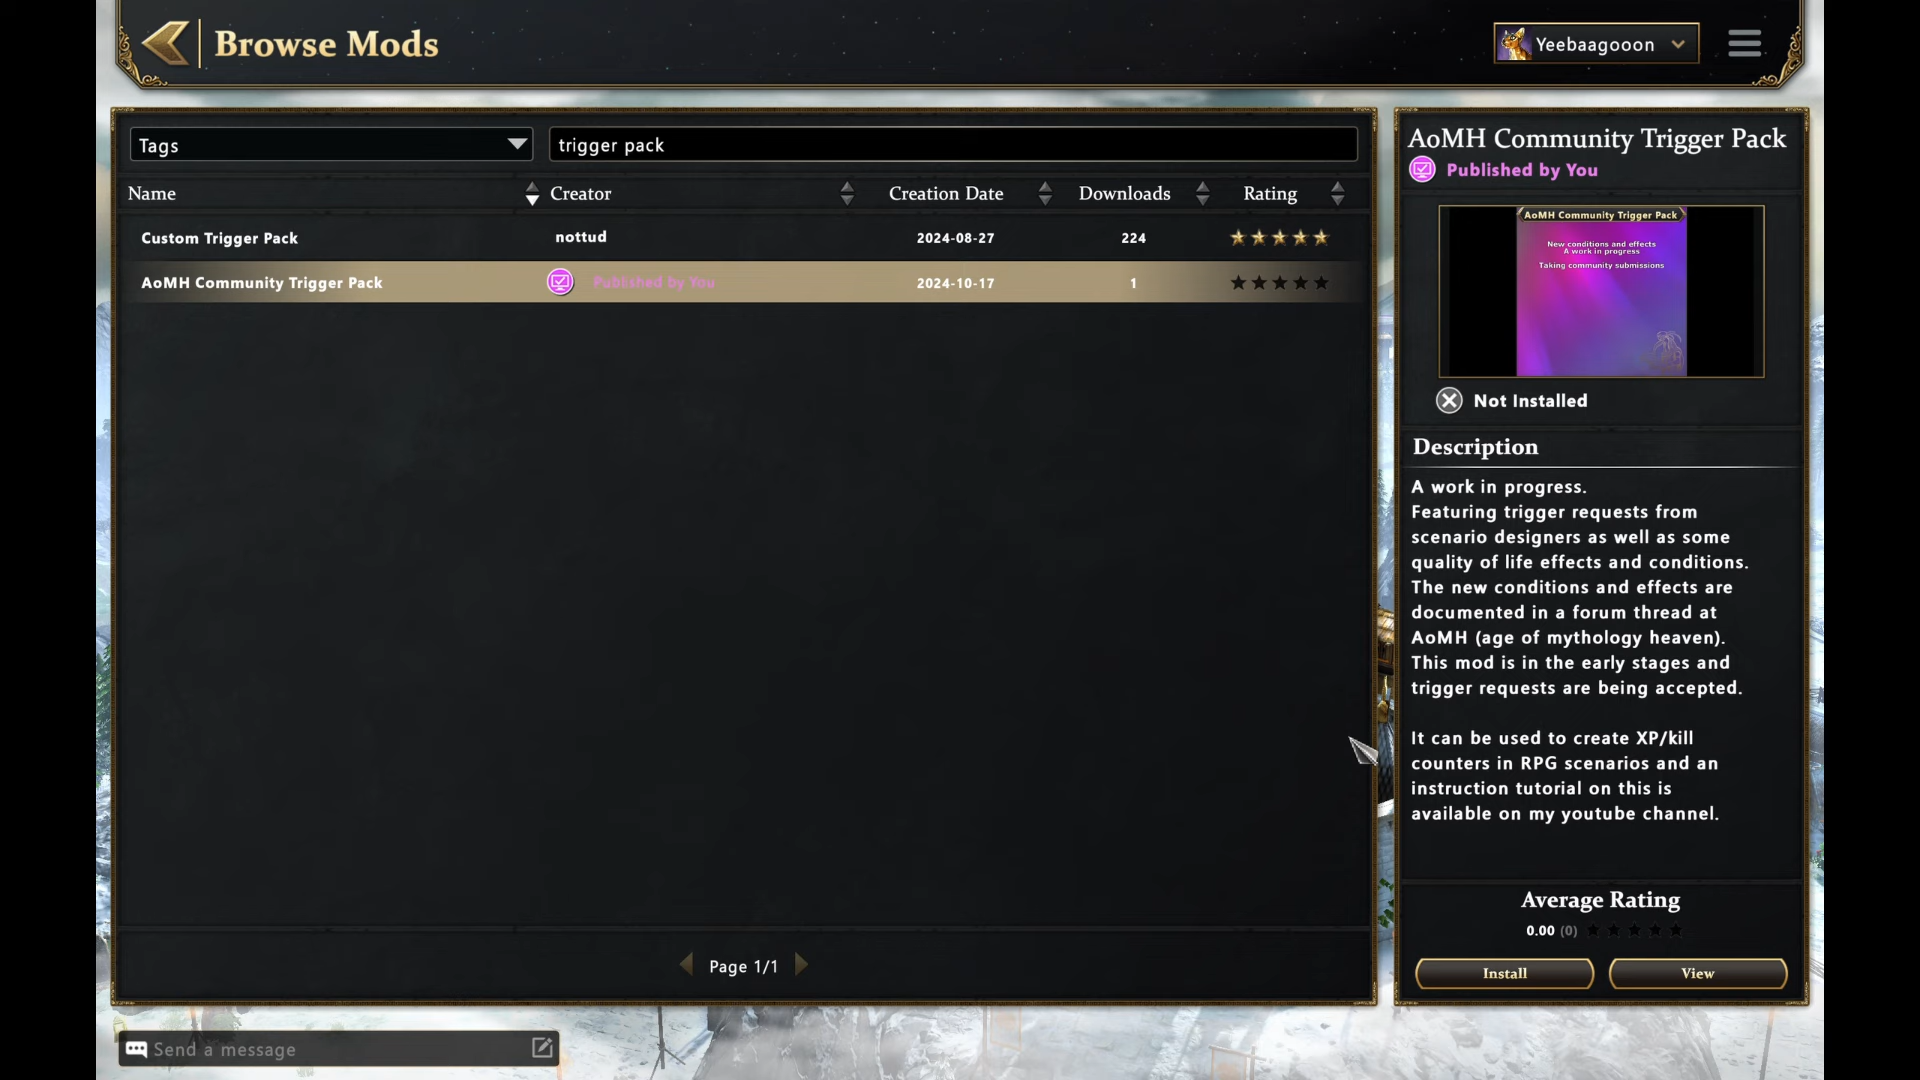 Browse Mods
Yeebaagooon
Tags
trigger pack
Name Creator Creation Date Downloads Rating
Custom Trigger Pack nottud 2024-08-27 224
AoMH Community Trigger Pack Published by You 2024-10-17 1
Page 1/1
Send a message
AoMH Community Trigger Pack
Published by You
AoMH Community Trigger Pack
New conditions and effects
A work in progress
Taking community submissions
Not Installed
Description
A work in progress.
Featuring trigger requests from
scenario designers as well as some
quality of life effects and conditions.
The new conditions and effects are
documented in a forum thread at
AoMH (age of mythology heaven).
This mod is in the early stages and
trigger requests are being accepted.
It can be used to create XP/kill
counters in RPG scenarios and an
instruction tutorial on this is
available on my youtube channel.
Average Rating
0.00 (0)
Install View